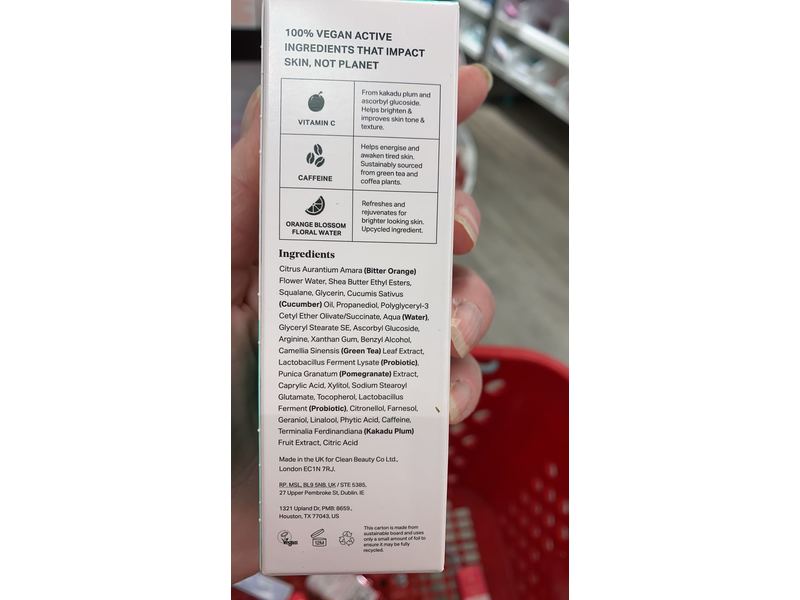 100% VEGAN ACTIVE
INGREDIENTS THAT IMPACT
SKIN, NOT PLANET
VITAMIN C
From kakadu plum and
ascorbyl glucoside.
Helps brighten &
improves skin tone &
texture.
CAFFEINE
Helps energise and
awaken tired skin.
Sustainably sourced
from green tea and
coffea plants.
ORANGE BLOSSOM
FLORAL WATER
Refreshes and
rejuvenates for
brighter looking skin.
Upcycled ingredient.
Ingredients
Citrus Aurantium Amara (Bitter Orange)
Flower Water, Shea Butter Ethyl Esters,
Squalane, Glycerin, Cucumis Sativus
(Cucumber) Oil, Propanediol, Polyglyceryl-3
Cetyl Ether Olivate/Succinate, Aqua (Water),
Glyceryl Stearate SE, Ascorbyl Glucoside,
Arginine, Xanthan Gum, Benzyl Alcohol,
Camellia Sinensis (Green Tea) Leaf Extract,
Lactobacillus Ferment Lysate (Probiotic),
Punica Granatum (Pomegranate) Extract,
Caprylic Acid, Xylitol, Sodium Stearoyl
Glutamate, Tocopherol, Lactobacillus
Ferment (Probiotic), Citronellol, Farnesol,
Geraniol, Linalool, Phytic Acid, Caffeine,
Terminalia Ferdinandiana (Kakadu Plum)
Fruit Extract, Citric Acid
Made in the UK for Clean Beauty Co Ltd.,
London EC1N 7RJ.
RP, MSL, BL9 5NB, UK / STE 5385,
27 Upper Pembroke St, Dublin. IE
1321 Upland Dr, PMB: 8659.,
Houston, TX 77043, US
Vegan
12M
This carton is made from
sustainable board and uses
only a small amount of foil to
ensure it may be fully
recycled.